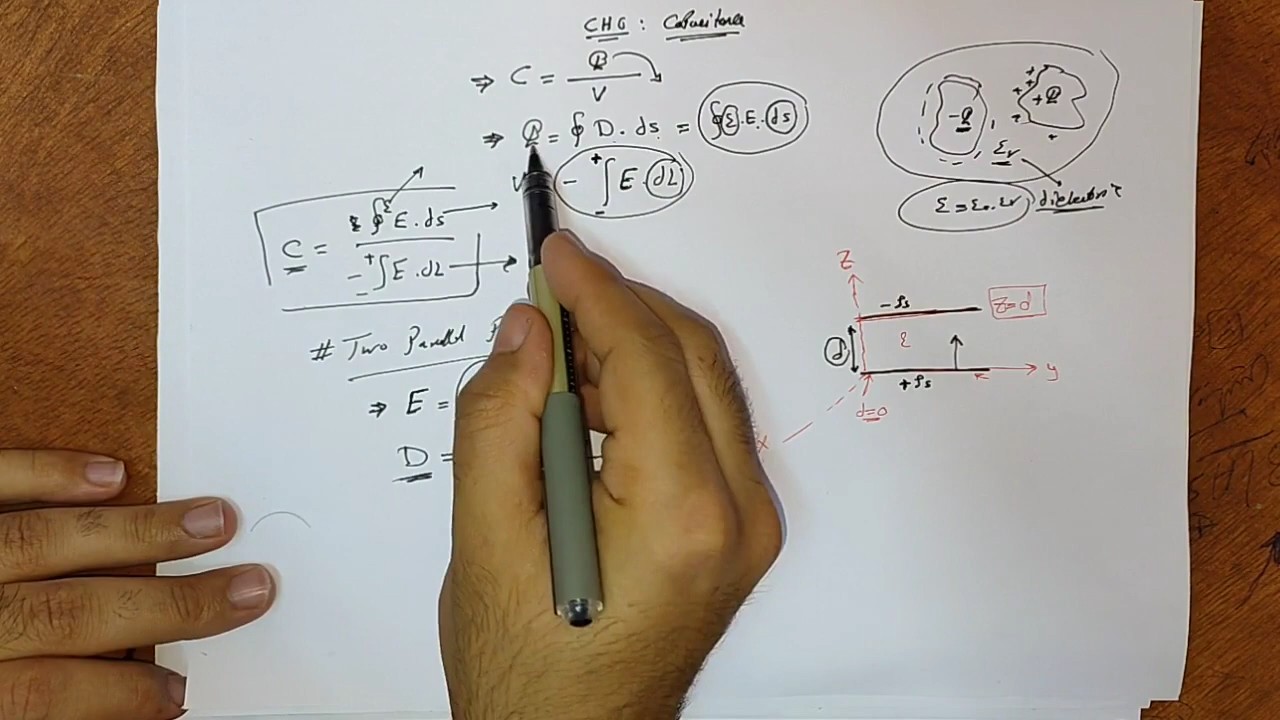 CH6 : Capacitance
⇒ C = Q / V
⇒ Q = ∮ D . ds = ∮ε . E . ds
V - +∫- E . dL
C = ∮ε E . ds / - +∫- E . dL
# Two Parallel
⇒ E =
D =
-Q
+ + + + + +Q
εr
ε = ε0 . εr dielectric
Z
-ρs Z=d
d ε
+ρs y
d=0
x